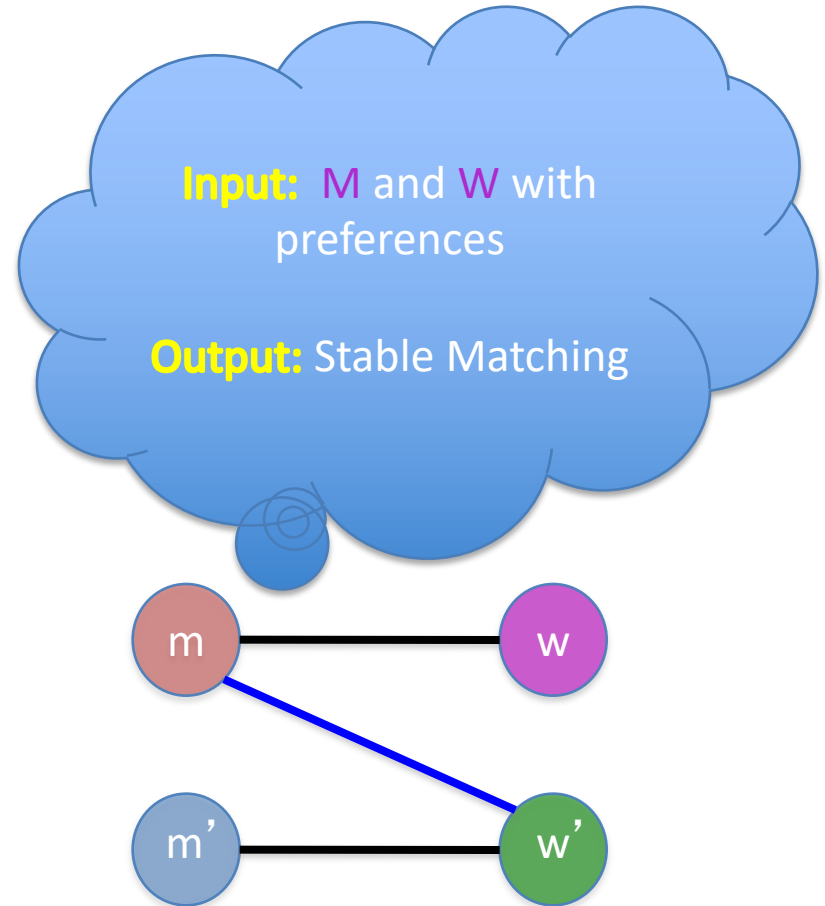 Input: M and W with
preferences
Output: Stable Matching
m w
m’ w’